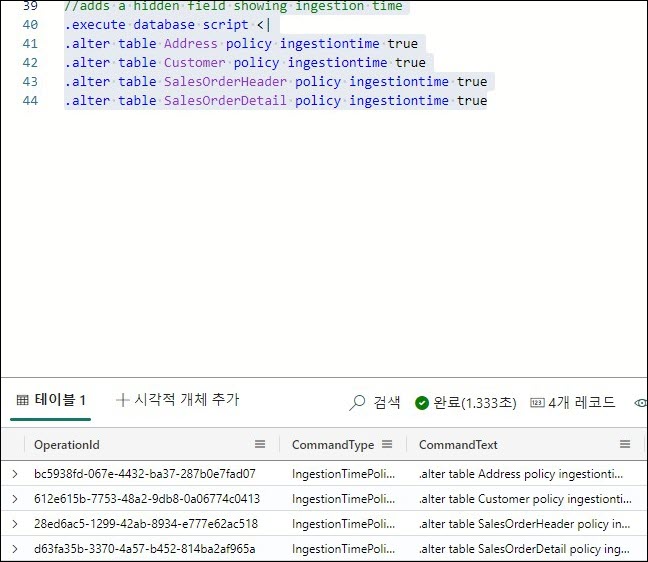 39 //adds a hidden field showing ingestion time
40 .execute database script <|
41 .alter table Address policy ingestiontime true
42 .alter table Customer policy ingestiontime true
43 .alter table SalesOrderHeader policy ingestiontime true
44 .alter table SalesOrderDetail policy ingestiontime true
테이블 1 시각적 개체 추가 검색 완료(1.333초) 4개 레코드
OperationId CommandType CommandText
bc5938fd-067e-4432-ba37-287b0e7fad07 IngestionTimePoli... .alter table Address policy ingestionti...
612e615b-7753-48a2-9db8-0a06774c0413 IngestionTimePoli... .alter table Customer policy ingestionti...
28ed6ac5-1299-42ab-8934-e777e62ac518 IngestionTimePoli... .alter table SalesOrderHeader policy in...
d63fa35b-3370-4a57-b452-814ba2af965a IngestionTimePoli... .alter table SalesOrderDetail policy ing...